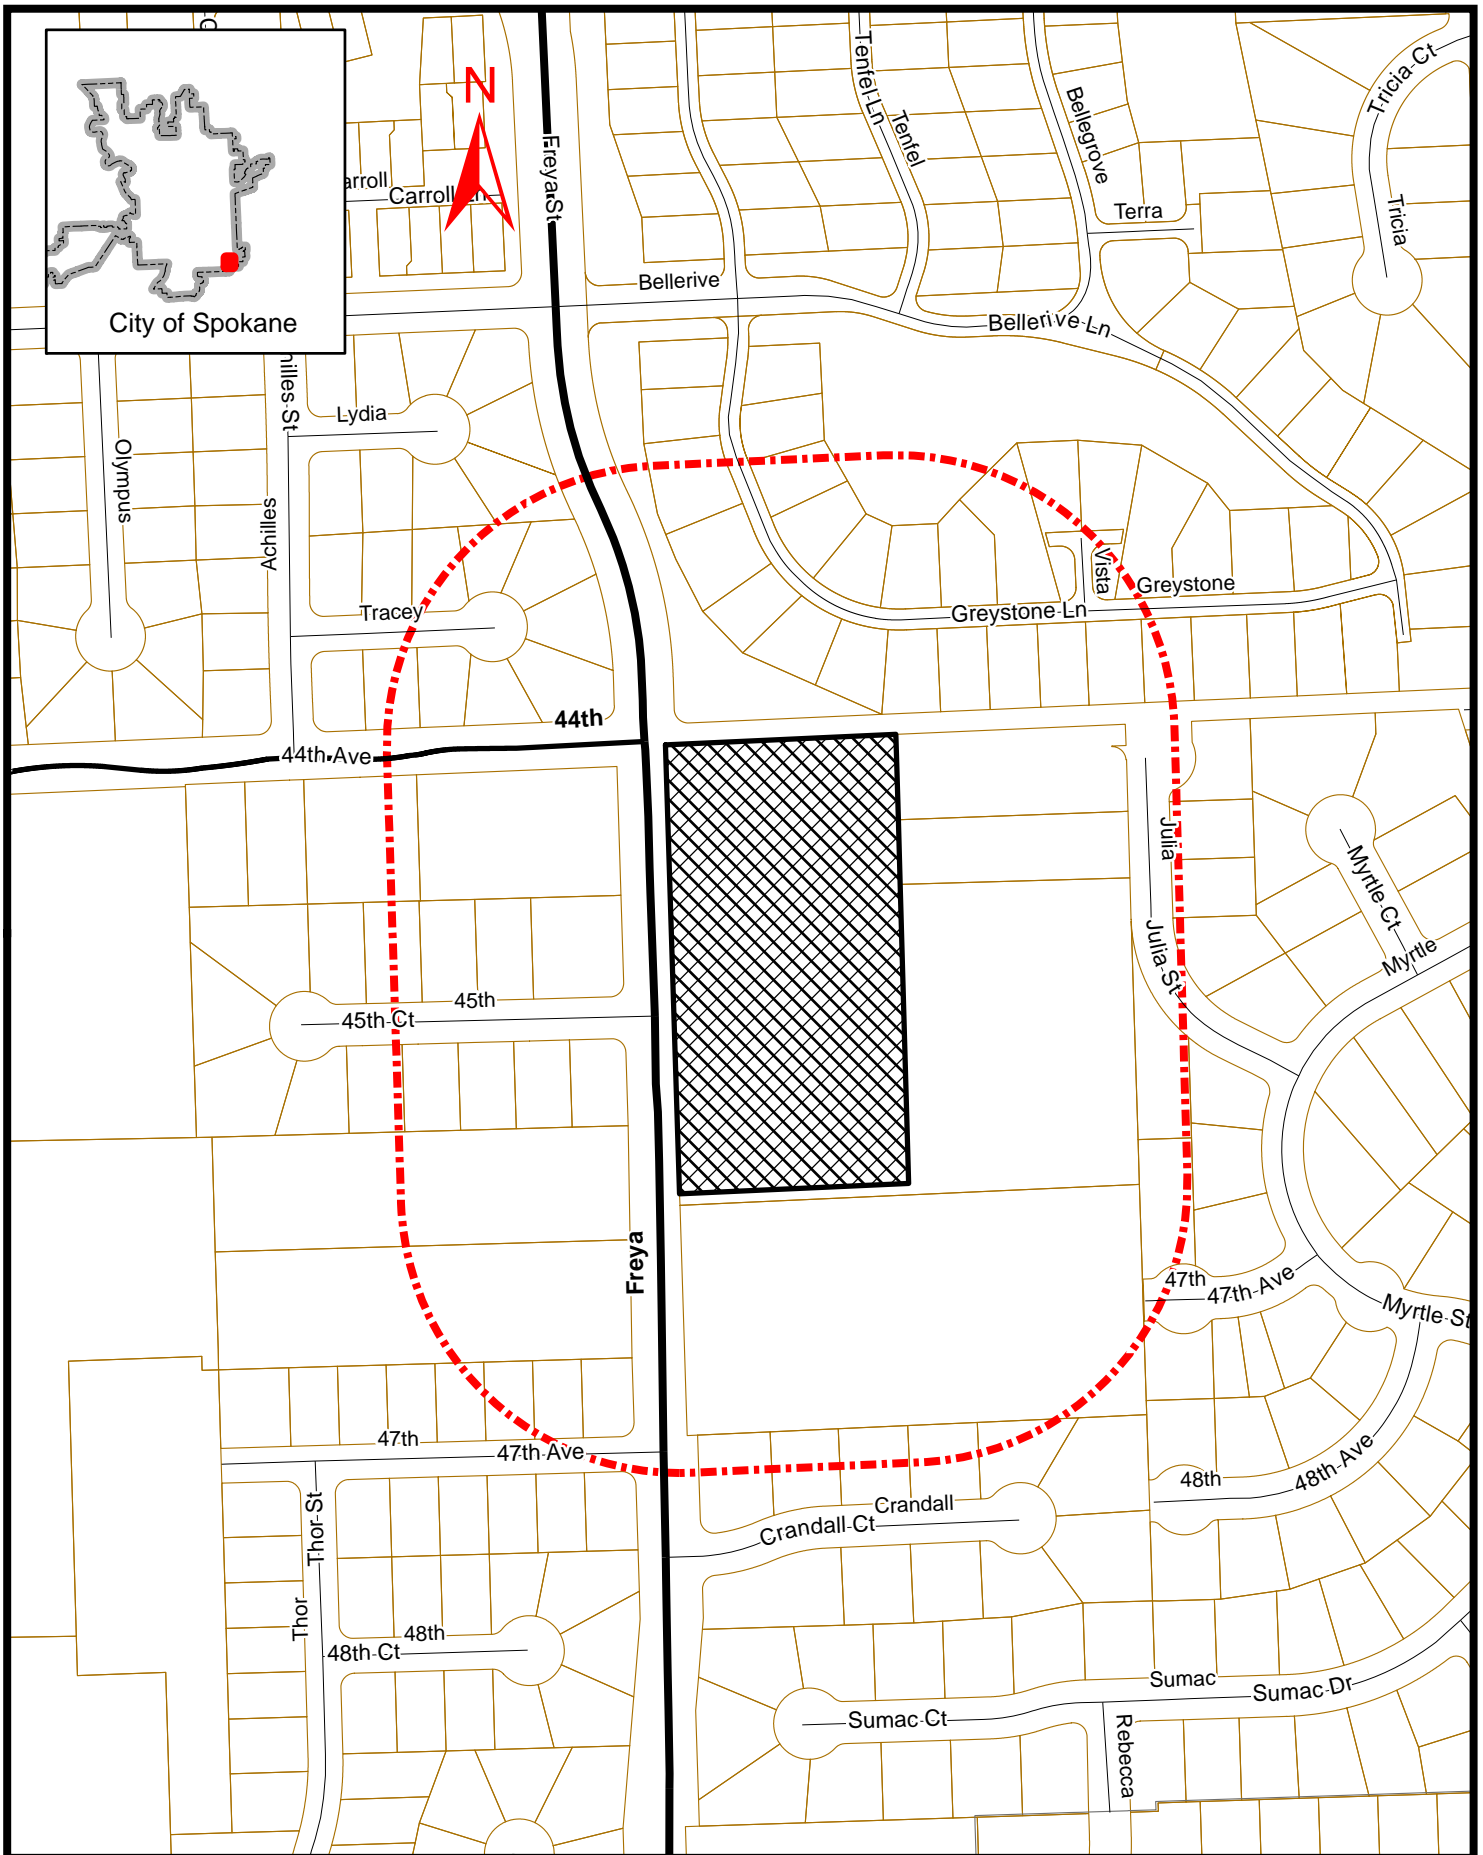 N
City of Spokane
Carroll Ln
Freya St
Tenfel Ln
Tenfel
Bellegrove
Terra
Tricia Ct
Tricia
Bellerive
Bellerive Ln
Olympus
Achilles
Lydia
Tracey
Vista
Greystone
Greystone Ln
44th
44th Ave
Julia
Julia St
Myrtle Ct
Myrtle
45th
45th Ct
Freya
47th
47th Ave
Myrtle St
47th
47th Ave
48th
48th Ave
Crandall
Crandall Ct
Thor St
Thor
48th
48th Ct
Sumac
Sumac Dr
Sumac Ct
Rebecca